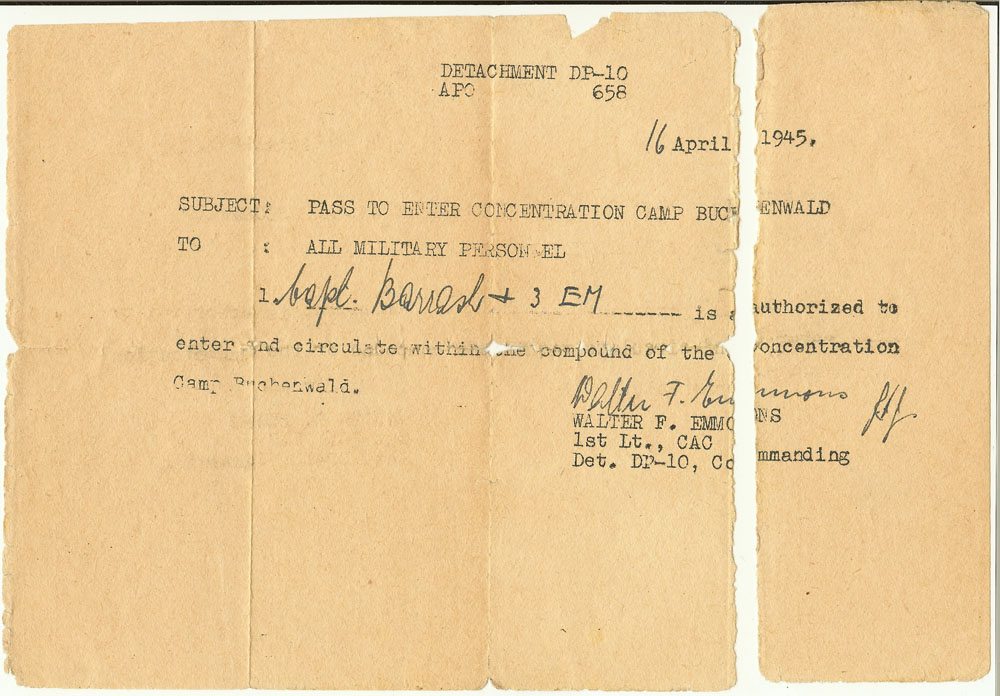 DETACHMENT DP-10
APO 658
16 April 1945.
SUBJECT: PASS TO ENTER CONCENTRATION CAMP BUCHENWALD
TO : ALL MILITARY PERSONNEL
1. Capt. Barrash + 3 EM is authorized to
enter and circulate within the compound of the Concentration
Camp Buchenwald.
Walter F. Emmons
WALTER F. EMMONS
1st Lt., CAC
Det. DP-10, Commanding